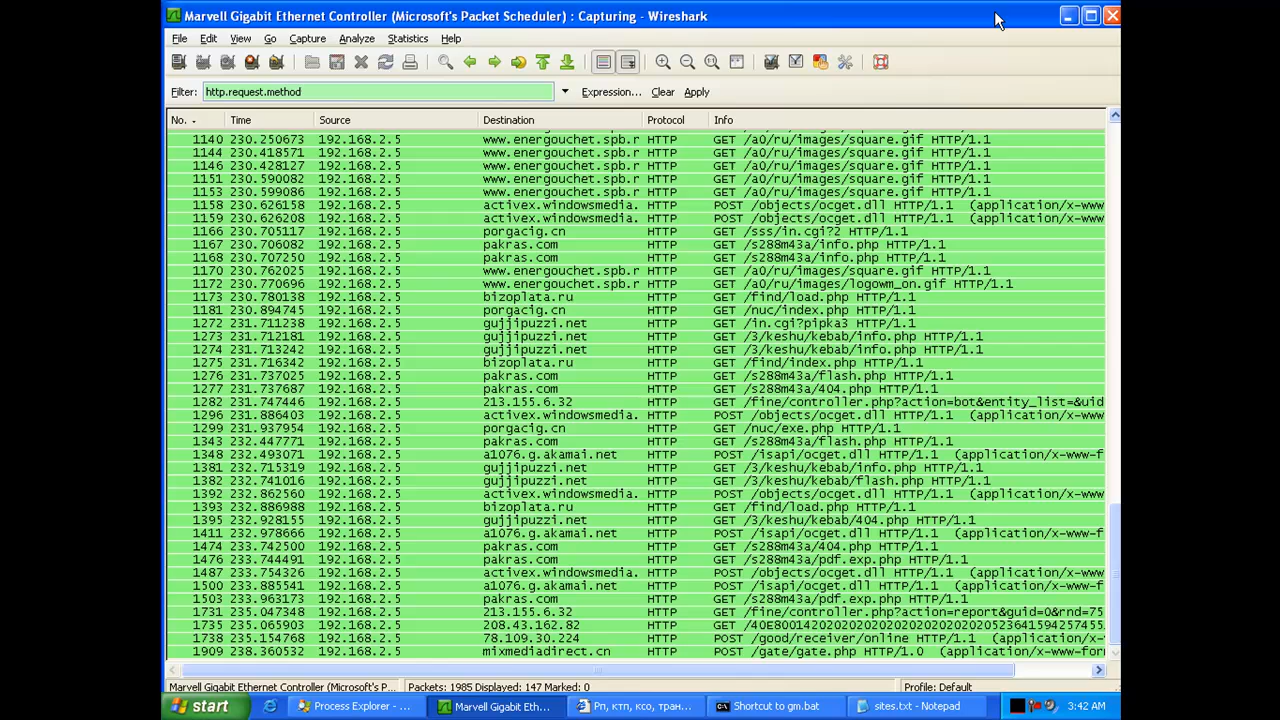 Marvell Gigabit Ethernet Controller (Microsoft's Packet Scheduler) : Capturing - Wireshark
File Edit View Go Capture Analyze Statistics Help
Filter: http.request.method Expression... Clear Apply
No. Time Source Destination Protocol Info
1140 230.250673 192.168.2.5 www.energouchet.spb.r HTTP GET /a0/ru/images/square.gif HTTP/1.1
1144 230.418571 192.168.2.5 www.energouchet.spb.r HTTP GET /a0/ru/images/square.gif HTTP/1.1
1146 230.428127 192.168.2.5 www.energouchet.spb.r HTTP GET /a0/ru/images/square.gif HTTP/1.1
1151 230.590082 192.168.2.5 www.energouchet.spb.r HTTP GET /a0/ru/images/square.gif HTTP/1.1
1153 230.599086 192.168.2.5 www.energouchet.spb.r HTTP GET /a0/ru/images/square.gif HTTP/1.1
1158 230.626158 192.168.2.5 activex.windowsmedia. HTTP POST /objects/ocget.dll HTTP/1.1 (application/x-www
1159 230.626208 192.168.2.5 activex.windowsmedia. HTTP POST /objects/ocget.dll HTTP/1.1 (application/x-www
1166 230.705117 192.168.2.5 porgacig.cn HTTP GET /sss/in.cgi?2 HTTP/1.1
1167 230.706082 192.168.2.5 pakras.com HTTP GET /s288m43a/info.php HTTP/1.1
1168 230.707250 192.168.2.5 pakras.com HTTP GET /s288m43a/info.php HTTP/1.1
1170 230.762025 192.168.2.5 www.energouchet.spb.r HTTP GET /a0/ru/images/square.gif HTTP/1.1
1172 230.770696 192.168.2.5 www.energouchet.spb.r HTTP GET /a0/ru/images/logowm_on.gif HTTP/1.1
1173 230.780138 192.168.2.5 bizoplata.ru HTTP GET /find/load.php HTTP/1.1
1181 230.894745 192.168.2.5 porgacig.cn HTTP GET /nuc/index.php HTTP/1.1
1272 231.711238 192.168.2.5 gujjipuzzi.net HTTP GET /in.cgi?pipka3 HTTP/1.1
1273 231.712181 192.168.2.5 gujjipuzzi.net HTTP GET /3/keshu/kebab/info.php HTTP/1.1
1274 231.713242 192.168.2.5 gujjipuzzi.net HTTP GET /3/keshu/kebab/info.php HTTP/1.1
1275 231.716342 192.168.2.5 bizoplata.ru HTTP GET /find/index.php HTTP/1.1
1276 231.737025 192.168.2.5 pakras.com HTTP GET /s288m43a/flash.php HTTP/1.1
1277 231.737687 192.168.2.5 pakras.com HTTP GET /s288m43a/404.php HTTP/1.1
1282 231.747446 192.168.2.5 213.155.6.32 HTTP GET /fine/controller.php?action=bot&entity_list=&uid
1296 231.886403 192.168.2.5 activex.windowsmedia. HTTP POST /objects/ocget.dll HTTP/1.1 (application/x-www
1299 231.937954 192.168.2.5 porgacig.cn HTTP GET /nuc/exe.php HTTP/1.1
1343 232.447771 192.168.2.5 pakras.com HTTP GET /s288m43a/flash.php HTTP/1.1
1348 232.493071 192.168.2.5 a1076.g.akamai.net HTTP POST /isapi/ocget.dll HTTP/1.1 (application/x-www-f
1381 232.715319 192.168.2.5 gujjipuzzi.net HTTP GET /3/keshu/kebab/info.php HTTP/1.1
1382 232.741016 192.168.2.5 gujjipuzzi.net HTTP GET /3/keshu/kebab/flash.php HTTP/1.1
1392 232.862560 192.168.2.5 activex.windowsmedia. HTTP POST /objects/ocget.dll HTTP/1.1 (application/x-www
1393 232.886988 192.168.2.5 bizoplata.ru HTTP GET /find/load.php HTTP/1.1
1395 232.928155 192.168.2.5 gujjipuzzi.net HTTP GET /3/keshu/kebab/404.php HTTP/1.1
1411 232.978666 192.168.2.5 a1076.g.akamai.net HTTP POST /isapi/ocget.dll HTTP/1.1 (application/x-www-f
1474 233.742500 192.168.2.5 pakras.com HTTP GET /s288m43a/404.php HTTP/1.1
1476 233.744491 192.168.2.5 pakras.com HTTP GET /s288m43a/pdf.exp.php HTTP/1.1
1487 233.754326 192.168.2.5 activex.windowsmedia. HTTP POST /objects/ocget.dll HTTP/1.1 (application/x-www
1500 233.885541 192.168.2.5 a1076.g.akamai.net HTTP POST /isapi/ocget.dll HTTP/1.1 (application/x-www-f
1503 233.963173 192.168.2.5 pakras.com HTTP GET /s288m43a/pdf.exp.php HTTP/1.1
1731 235.047348 192.168.2.5 213.155.6.32 HTTP GET /fine/controller.php?action=report&guid=0&rnd=75
1735 235.065903 192.168.2.5 208.43.162.82 HTTP GET /40E8001420202020202020202020202020523641594257455
1738 235.154768 192.168.2.5 78.109.30.224 HTTP POST /good/receiver/online HTTP/1.1 (application/x-
1909 238.360532 192.168.2.5 mixmediadirect.cn HTTP POST /gate/gate.php HTTP/1.0 (application/x-www-for
Marvell Gigabit Ethernet Controller (Microsoft's P... Packets: 1985 Displayed: 147 Marked: 0 Profile: Default
start Process Explorer - ... Marvell Gigabit Eth... Рп, ктп, ксо, тран... Shortcut to gm.bat sites.txt - Notepad 3:42 AM